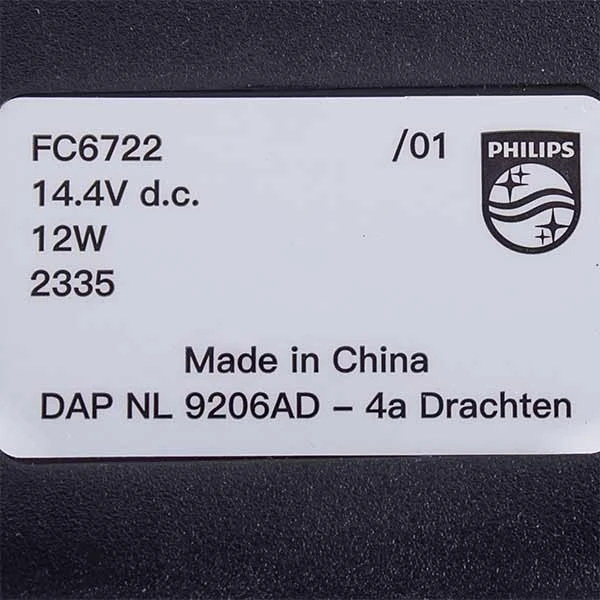 FC6722 /01
PHILIPS
14.4V d.c.
12W
2335
Made in China
DAP NL 9206AD – 4a Drachten